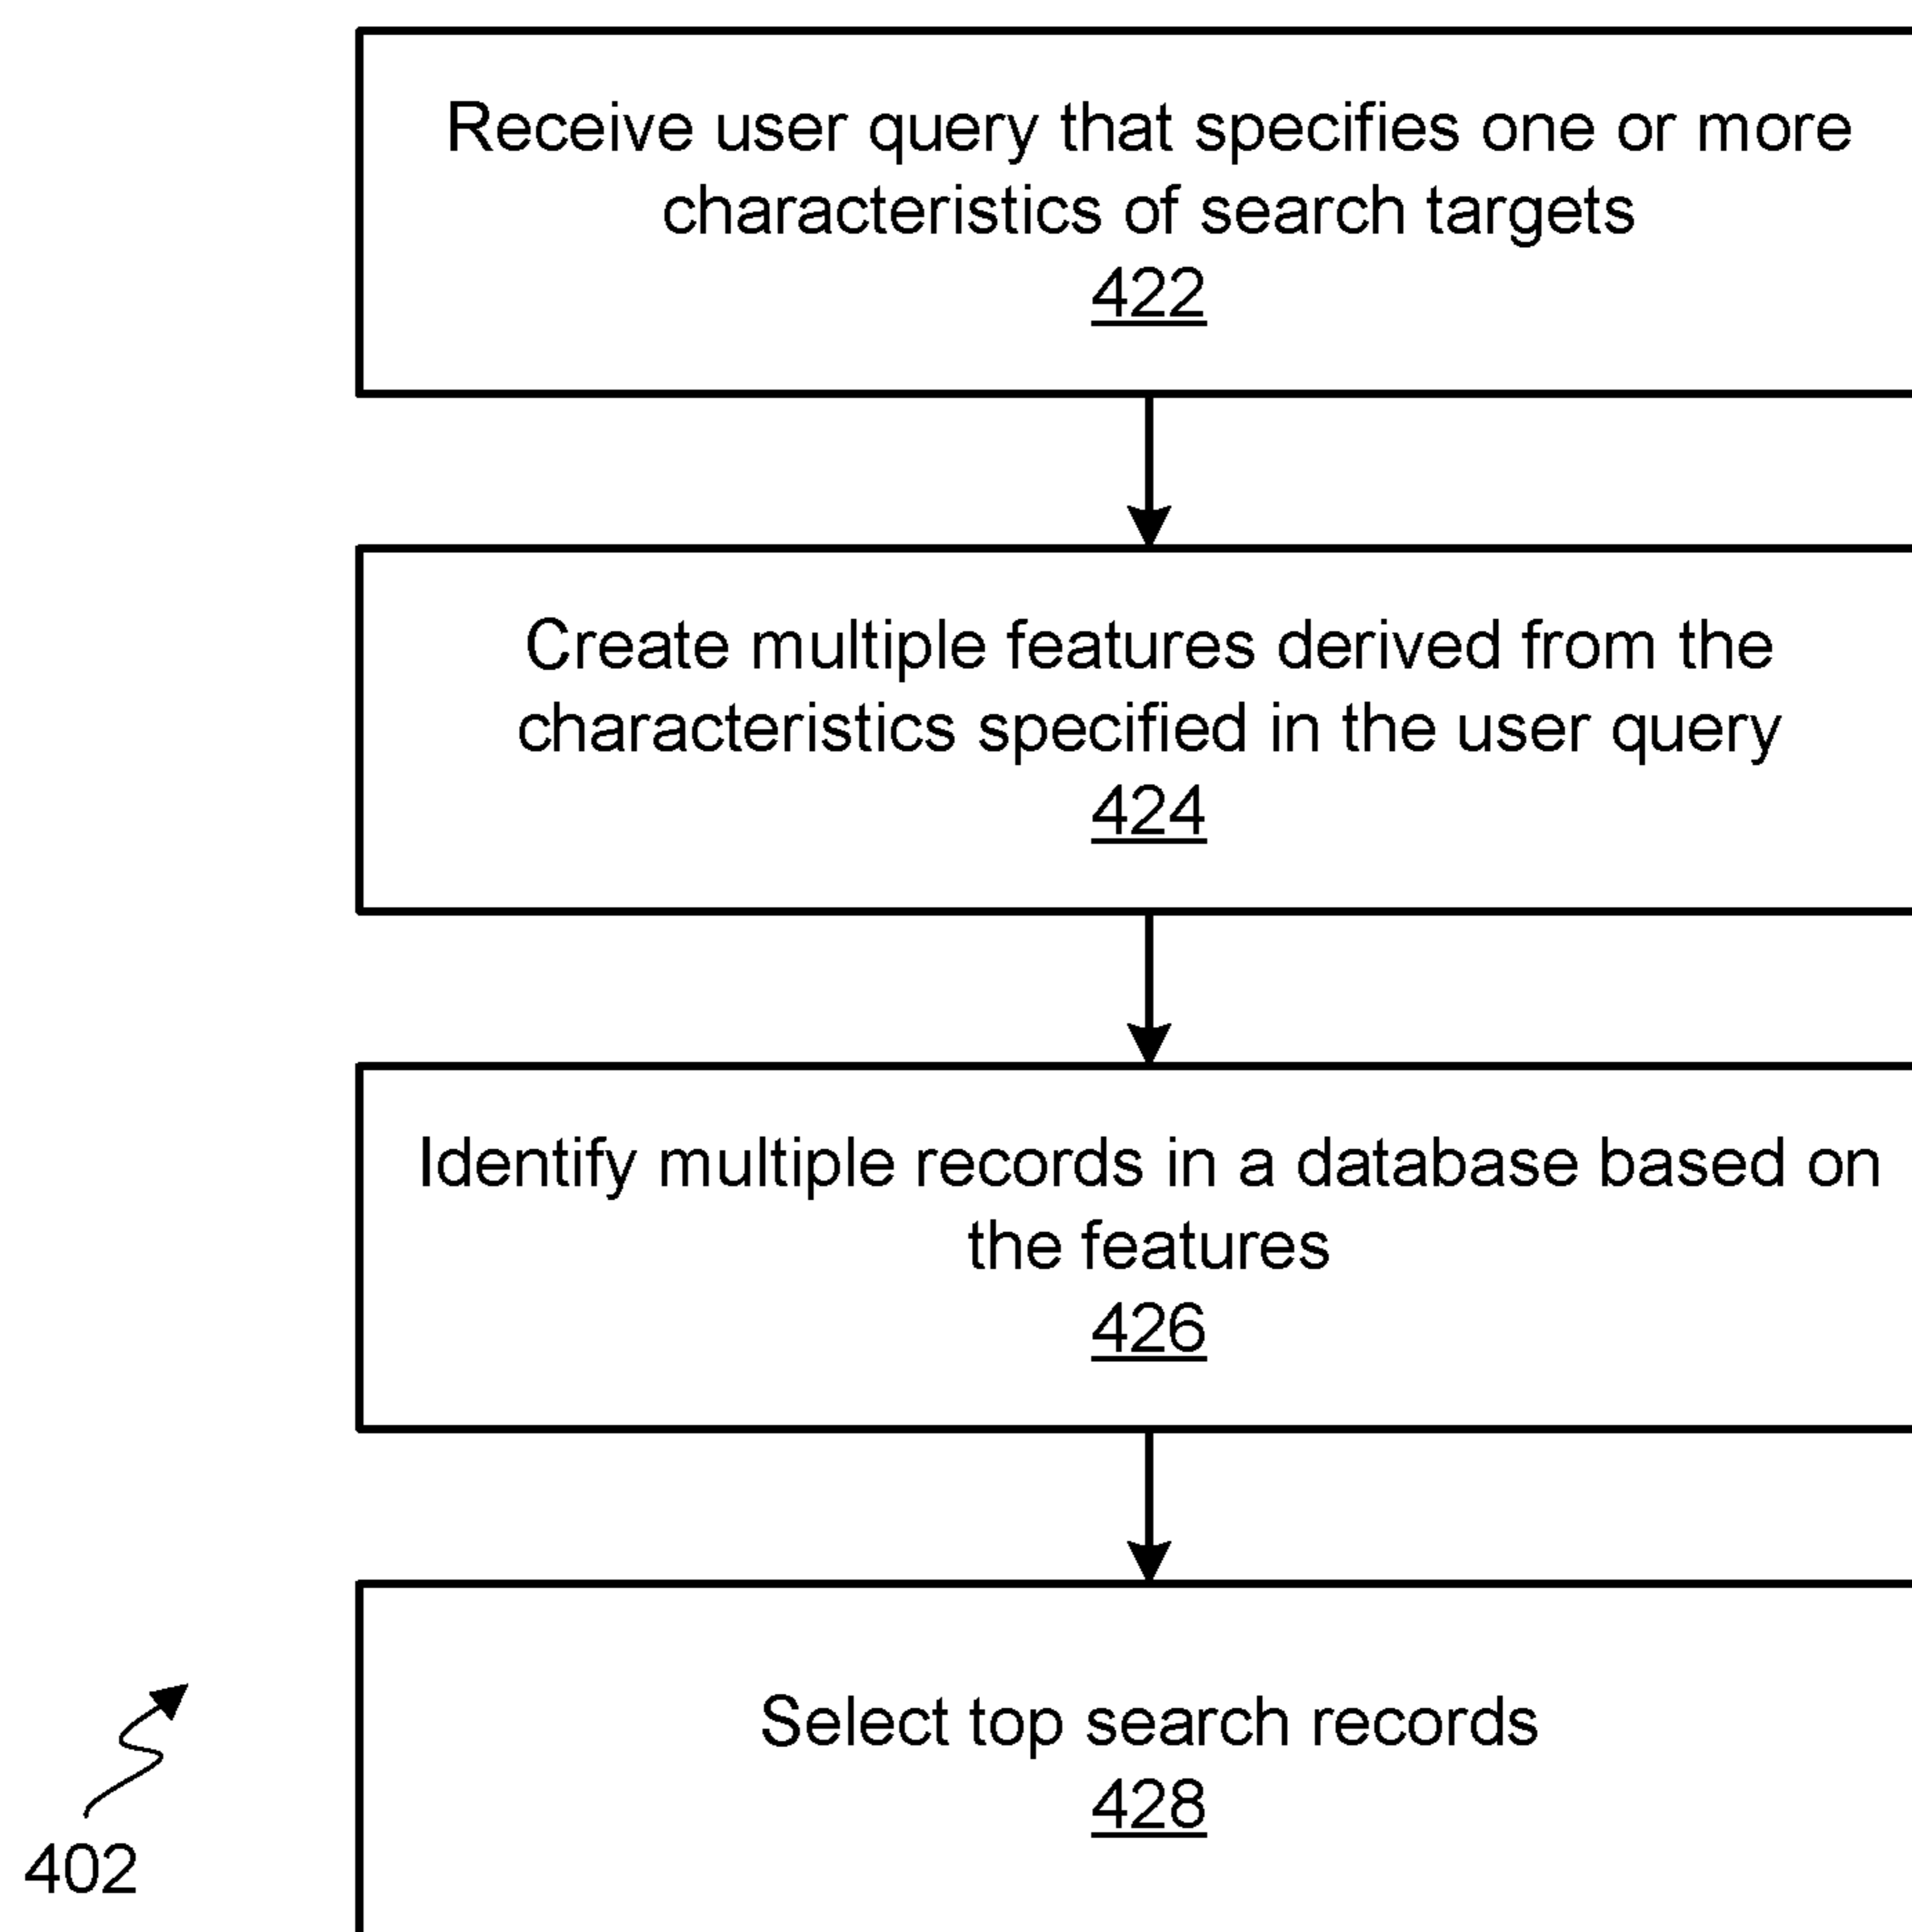 Receive user query that specifies one or more
characteristics of search targets
422
Create multiple features derived from the
characteristics specified in the user query
424
Identify multiple records in a database based on
the features
426
Select top search records
428
402